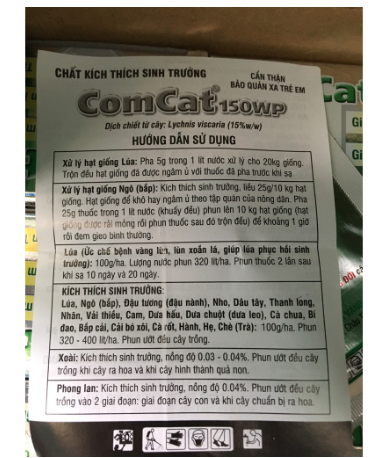 CHẤT KÍCH THÍCH SINH TRƯỞNG
CẨN THẬN
BẢO QUẢN XA TRẺ EM
ComCat 150WP
Dịch chiết từ cây: Lychnis viscaria (15%w/w)
HƯỚNG DẪN SỬ DỤNG
Xử lý hạt giống Lúa: Pha 5g trong 1 lít nước xử lý cho 20kg giống.
Trộn đều hạt giống đã được ngâm ủ với thuốc đã pha trước khi sạ.
Xử lý hạt giống Ngô (bắp): Kích thích sinh trưởng, liều 25g/10 kg hạt
giống. Hạt giống để khô hay ngâm ủ theo tập quán của nông dân. Pha
25g thuốc trong 1 lít nước (khuấy đều) phun lên 10 kg hạt giống (hạt
giống được rải mỏng rồi phun thuốc sau đó trộn đều) để khoảng 1 giờ
rồi đem gieo bình thường.
Lúa (Ức chế bệnh vàng lùn, lùn xoắn lá, giúp lúa phục hồi sinh
trưởng): 100g/ha. Lượng nước phun 320 lít/ha. Phun thuốc 2 lần sau
khi sạ 10 ngày và 20 ngày.
KÍCH THÍCH SINH TRƯỞNG:
Lúa, Ngô (bắp), Đậu tương (đậu nành), Nho, Dâu tây, Thanh long,
Nhãn, Vải thiều, Cam, Dưa hấu, Dưa chuột (dưa leo), Cà chua, Bí
đao, Bắp cải, Cải bó xôi, Cà rốt, Hành, Hẹ, Chè (Trà): 100g/ha. Phun
320 - 400 lít/ha. Phun ướt đều cây trồng.
Xoài: Kích thích sinh trưởng, nồng độ 0.03 - 0.04%. Phun ướt đều cây
trồng khi cây ra hoa và khi cây hình thành quả non.
Phong lan: Kích thích sinh trưởng, nồng độ 0.04%. Phun ướt đều cây
trồng vào 2 giai đoạn: giai đoạn cây con và khi cây chuẩn bị ra hoa.